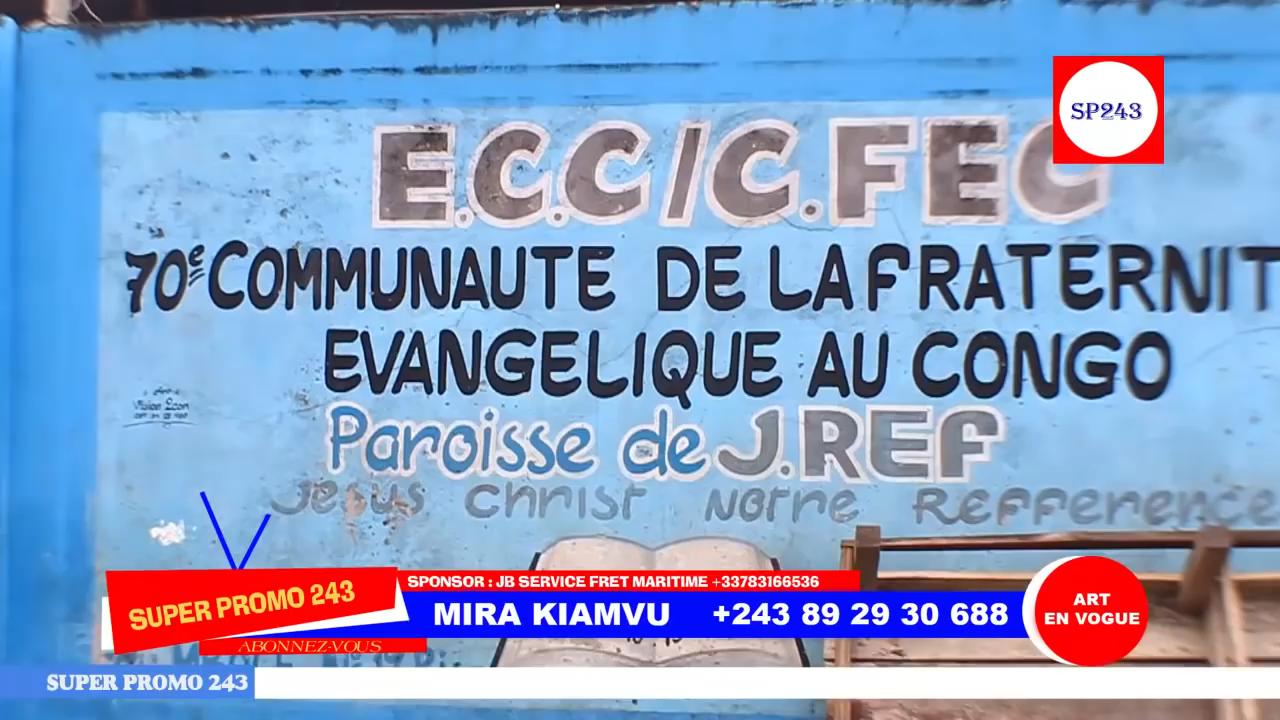 SP243
E.C.C/C.FEC
70e COMMUNAUTE DE LA FRATERNIT
EVANGELIQUE AU CONGO
Paroisse de J.REF
Jesus Christ Notre Refference
SPONSOR : JB SERVICE FRET MARITIME +33783166536
SUPER PROMO 243
MIRA KIAMVU +243 89 29 30 688
ART
EN VOGUE
ABONNEZ-VOUS
SUPER PROMO 243